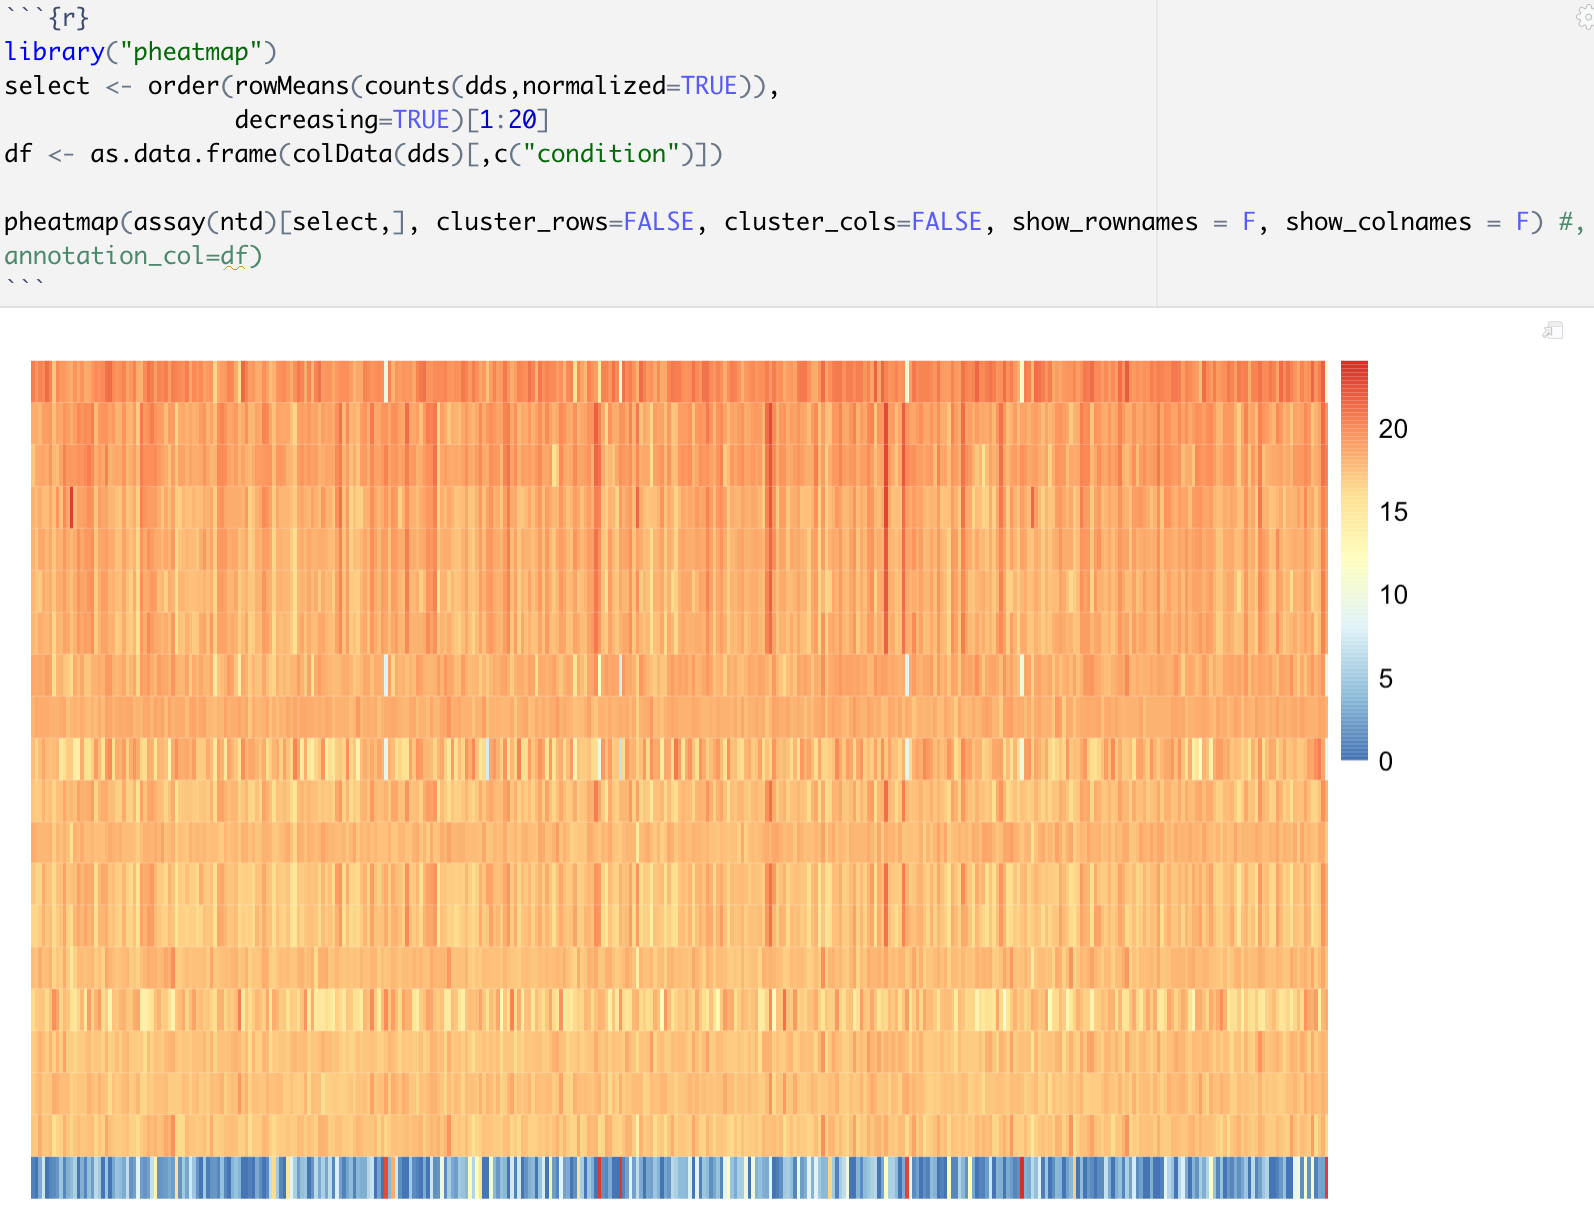 ```{r}
library("pheatmap")
select <- order(rowMeans(counts(dds,normalized=TRUE)),
                decreasing=TRUE)[1:20]
df <- as.data.frame(colData(dds)[,c("condition")])
pheatmap(assay(ntd)[select,], cluster_rows=FALSE, cluster_cols=FALSE, show_rownames = F, show_colnames = F) #,
annotation_col=df)
```
20
15
10
5
0